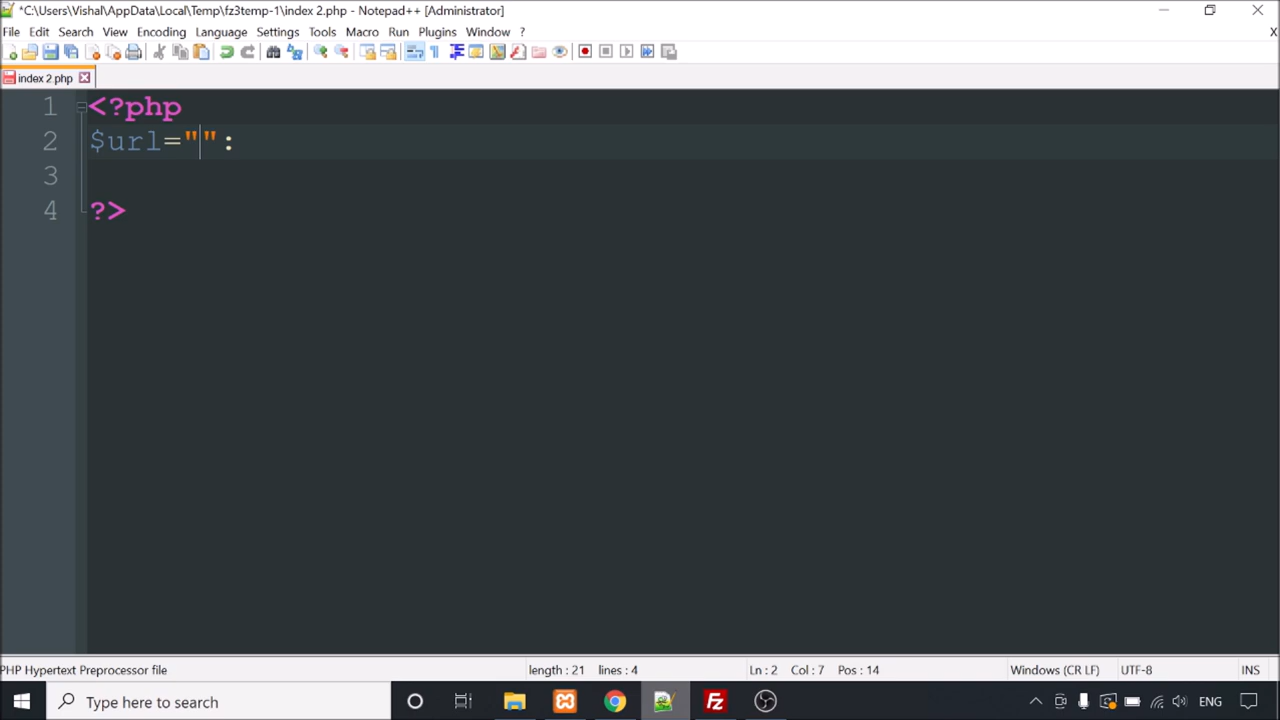 *C:\Users\Vishal\AppData\Local\Temp\fz3temp-1\index 2.php - Notepad++ [Administrator]
File Edit Search View Encoding Language Settings Tools Macro Run Plugins Window ? X
index 2.php
1 <?php
2 $url="":
3
4 ?>
PHP Hypertext Preprocessor file length : 21 lines : 4 Ln : 2 Col : 7 Pos : 14 Windows (CR LF) UTF-8 INS
Type here to search ENG